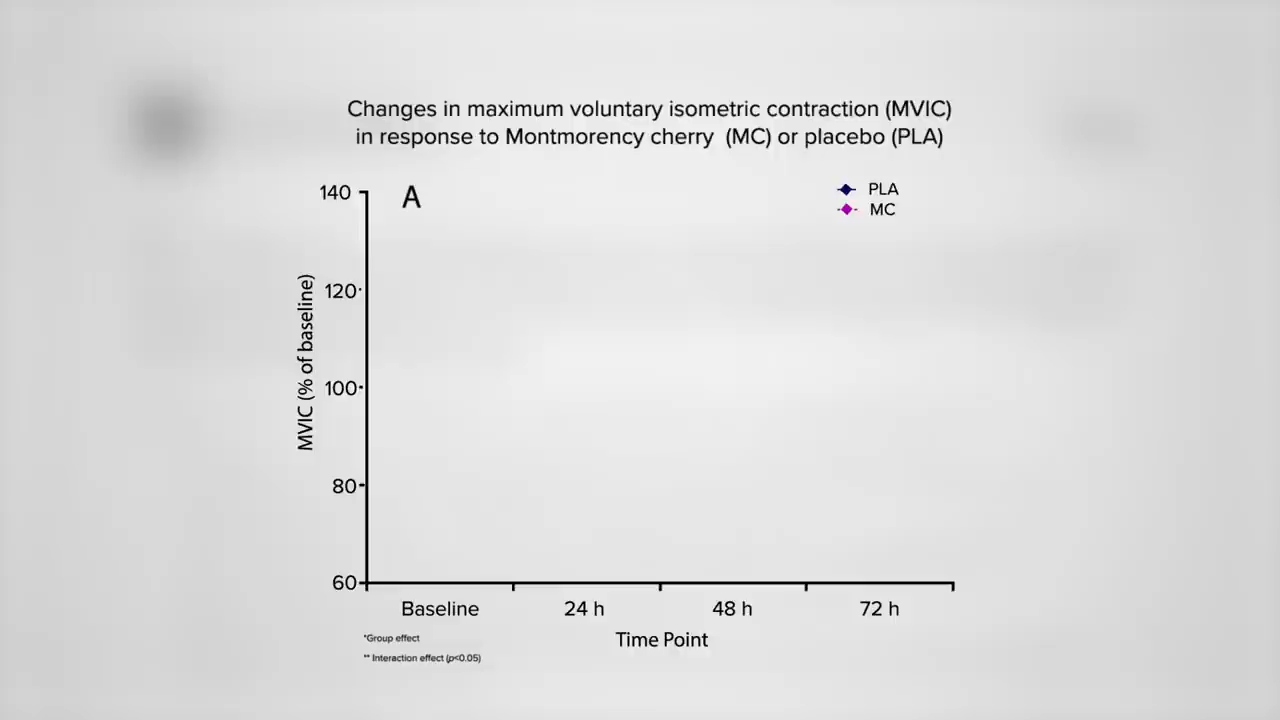 Changes in maximum voluntary isometric contraction (MVIC)
in response to Montmorency cherry (MC) or placebo (PLA)
A
PLA
MC
140
120
100
80
60
MVIC (% of baseline)
Baseline
24 h
48 h
72 h
Time Point
*Group effect
** Interaction effect (p<0.05)